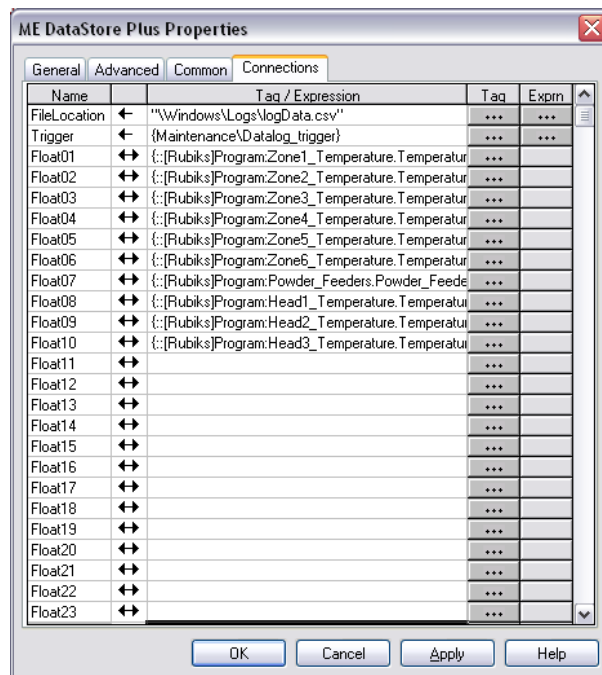 ME DataStore Plus Properties
General Advanced Common Connections
Name Tag / Expression Tag Exprn
FileLocation "\Windows\Logs\logData.csv" ... ...
Trigger {Maintenance\Datalog_trigger} ... ...
Float01 {::[Rubiks]Program:Zone1_Temperature.Temperatur ...
Float02 {::[Rubiks]Program:Zone2_Temperature.Temperatur ...
Float03 {::[Rubiks]Program:Zone3_Temperature.Temperatur ...
Float04 {::[Rubiks]Program:Zone4_Temperature.Temperatur ...
Float05 {::[Rubiks]Program:Zone5_Temperature.Temperatur ...
Float06 {::[Rubiks]Program:Zone6_Temperature.Temperatur ...
Float07 {::[Rubiks]Program:Powder_Feeders.Powder_Feede ...
Float08 {::[Rubiks]Program:Head1_Temperature.Temperatur ...
Float09 {::[Rubiks]Program:Head2_Temperature.Temperatur ...
Float10 {::[Rubiks]Program:Head3_Temperature.Temperatur ...
Float11 ...
Float12 ...
Float13 ...
Float14 ...
Float15 ...
Float16 ...
Float17 ...
Float18 ...
Float19 ...
Float20 ...
Float21 ...
Float22 ...
Float23 ...
OK Cancel Apply Help